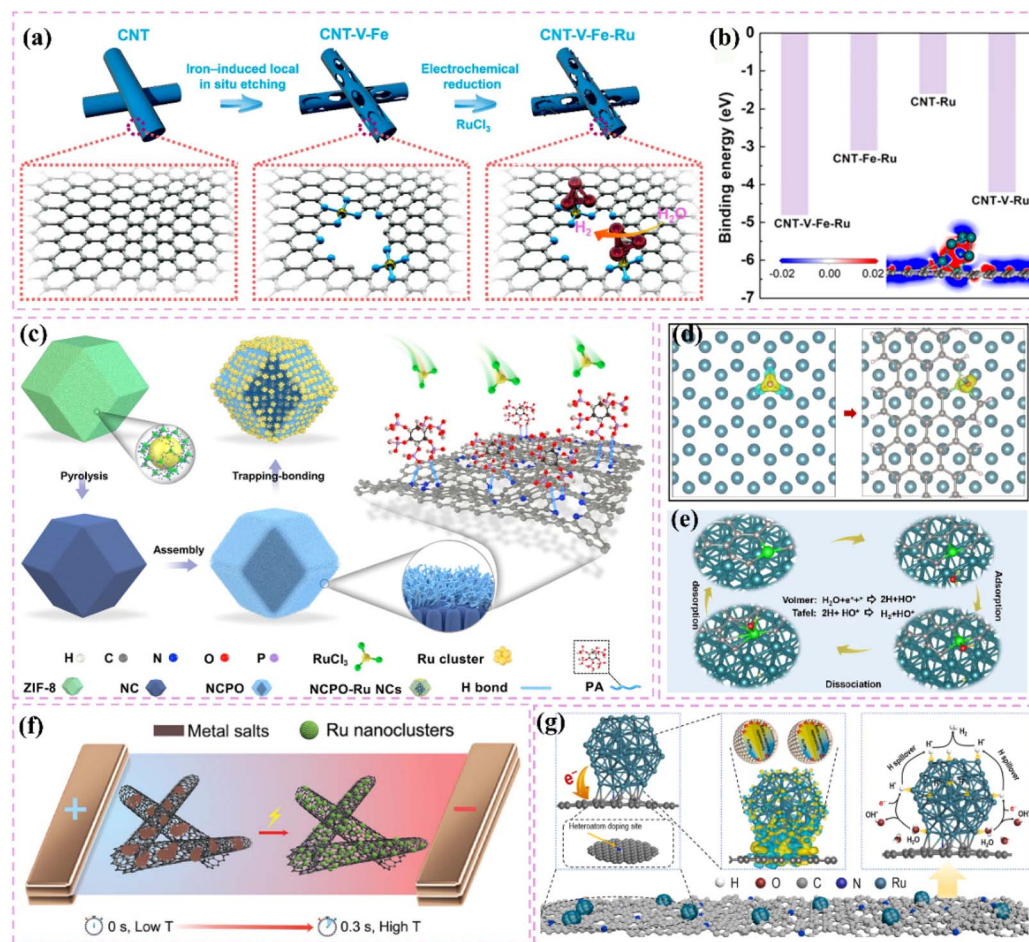 (a)
CNT
CNT-V-Fe
CNT-V-Fe-Ru
Iron-induced local
in situ etching
Electrochemical
reduction
RuCl3
H2
H2O
(b)
Binding energy (eV)
0
-1
-2
-3
-4
-5
-6
-7
CNT-Ru
CNT-Fe-Ru
CNT-V-Ru
CNT-V-Fe-Ru
-0.02 0.00 0.02
(c)
Pyrolysis
Trapping-bonding
Assembly
H C N O P RuCl3 Ru cluster
ZIF-8 NC NCPO NCPO-Ru NCs H bond PA
(d)
(e)
desorption
Adsorption
Volmer: H2O+e*+* ⇨ 2H+HO*
Tafel: 2H+ HO* ⇨ H2+HO*
Dissociation
(f)
Metal salts
Ru nanoclusters
+
−
0 s, Low T
0.3 s, High T
(g)
e-
Heteroatom doping site
H2
H*
H*
H spillover
H spillover
H*
H*
e-
e-
OH-
OH-
H2O
H2O
H O C N Ru